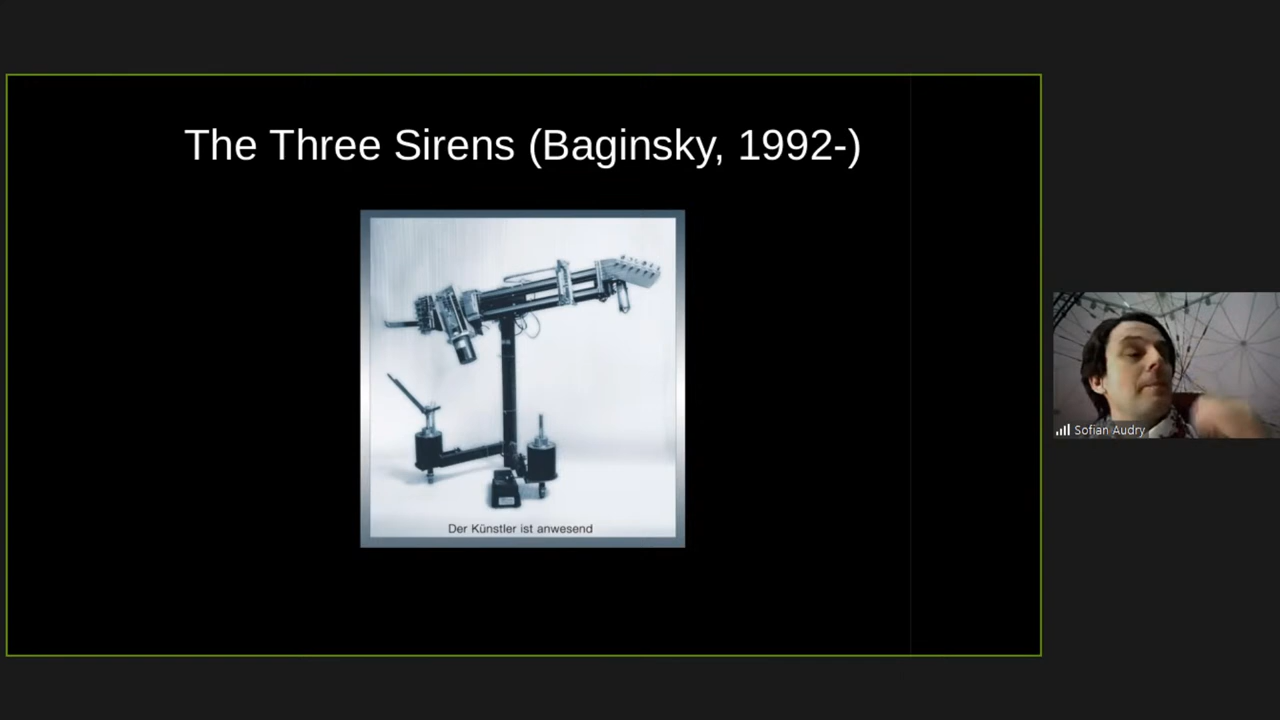 The Three Sirens (Baginsky, 1992-)
Der Künstler ist anwesend
Sofian Audry